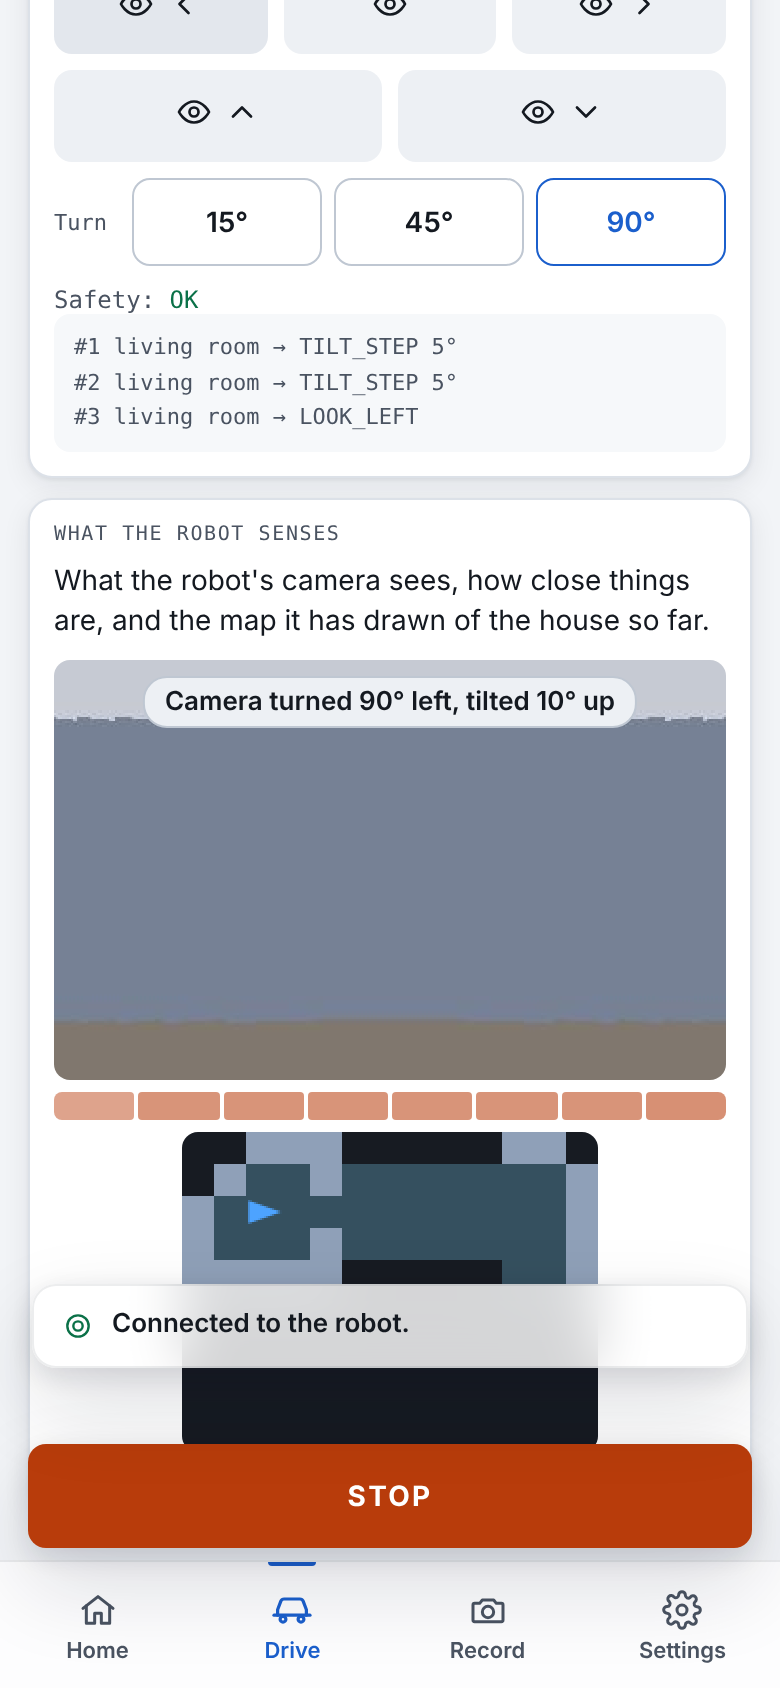 Turn
15°
45°
90°
Safety: OK
#1 living room → TILT_STEP 5°
#2 living room → TILT_STEP 5°
#3 living room → LOOK_LEFT
WHAT THE ROBOT SENSES
What the robot's camera sees, how close things
are, and the map it has drawn of the house so far.
Camera turned 90° left, tilted 10° up
Connected to the robot.
STOP
Home
Drive
Record
Settings